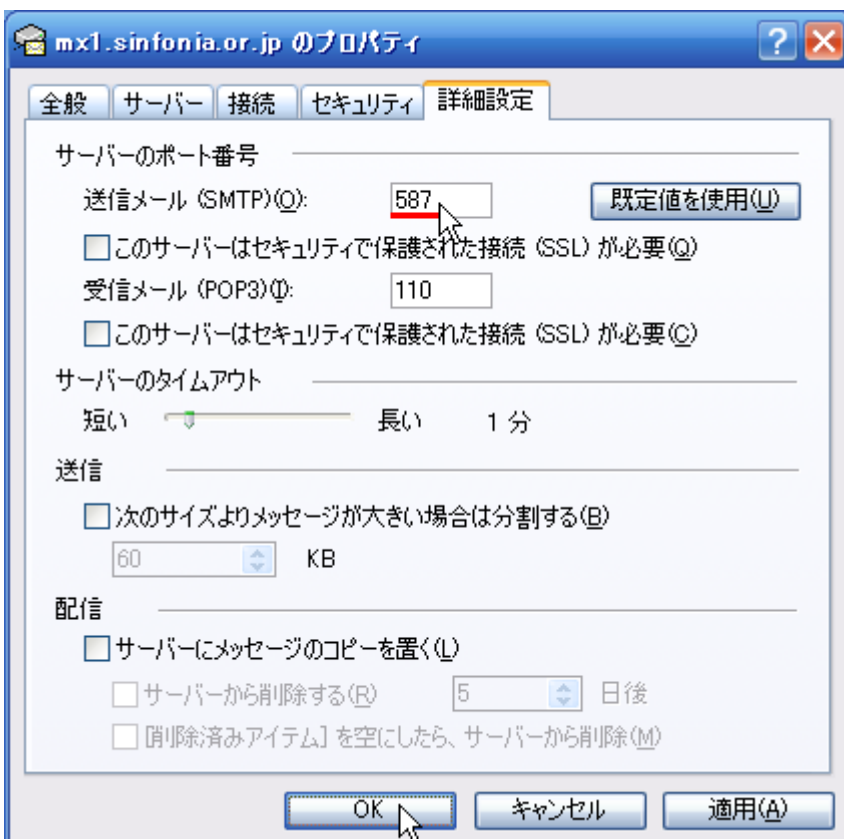 mx1.sinfonia.or.jp のプロパティ
全般 サーバー 接続 セキュリティ 詳細設定
サーバーのポート番号
送信メール (SMTP)(O): 587 既定値を使用(U)
このサーバーはセキュリティで保護された接続 (SSL) が必要(Q)
受信メール (POP3)(I): 110
このサーバーはセキュリティで保護された接続 (SSL) が必要(C)
サーバーのタイムアウト
短い 長い 1 分
送信
次のサイズよりメッセージが大きい場合は分割する(B)
60 KB
配信
サーバーにメッセージのコピーを置く(L)
サーバーから削除する(R) 5 日後
[削除済みアイテム] を空にしたら、サーバーから削除(M)
OK キャンセル 適用(A)